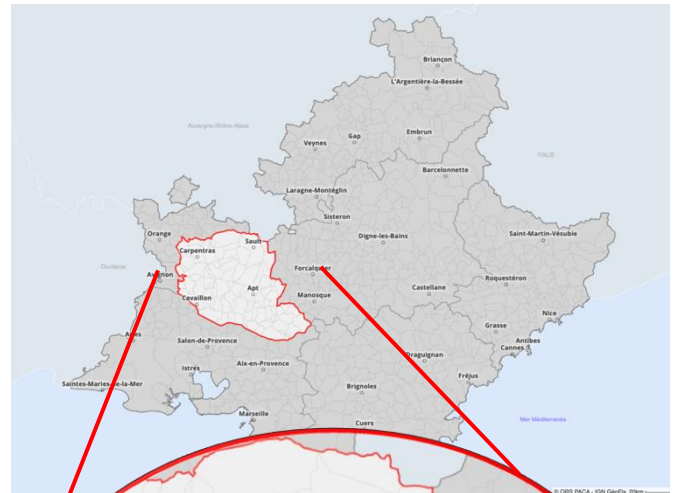 Briançon
L'Argentière-la-Bessée
Auvergne-Rhône-Alpes
Embrun
Gap
Veynes
ITALIE
Barcelonnette
Laragne-Montéglin
Sisteron
Orange
Saint-Martin-Vésubie
Digne-les-Bains
Sault
Carpentras
Occitanie
Forcalquier
Avignon
Roquestéron
Apt
Castellane
Manosque
Cavaillon
Nice
Grasse
Arles
Antibes
Salon-de-Provence
Cannes
Draguignan
Aix-en-Provence
Istres
Fréjus
Saintes-Maries-de-la-Mer
Brignoles
Marseille
Mer Méditerranée
Cuers
© ORS PACA - IGN GéoFla 20km